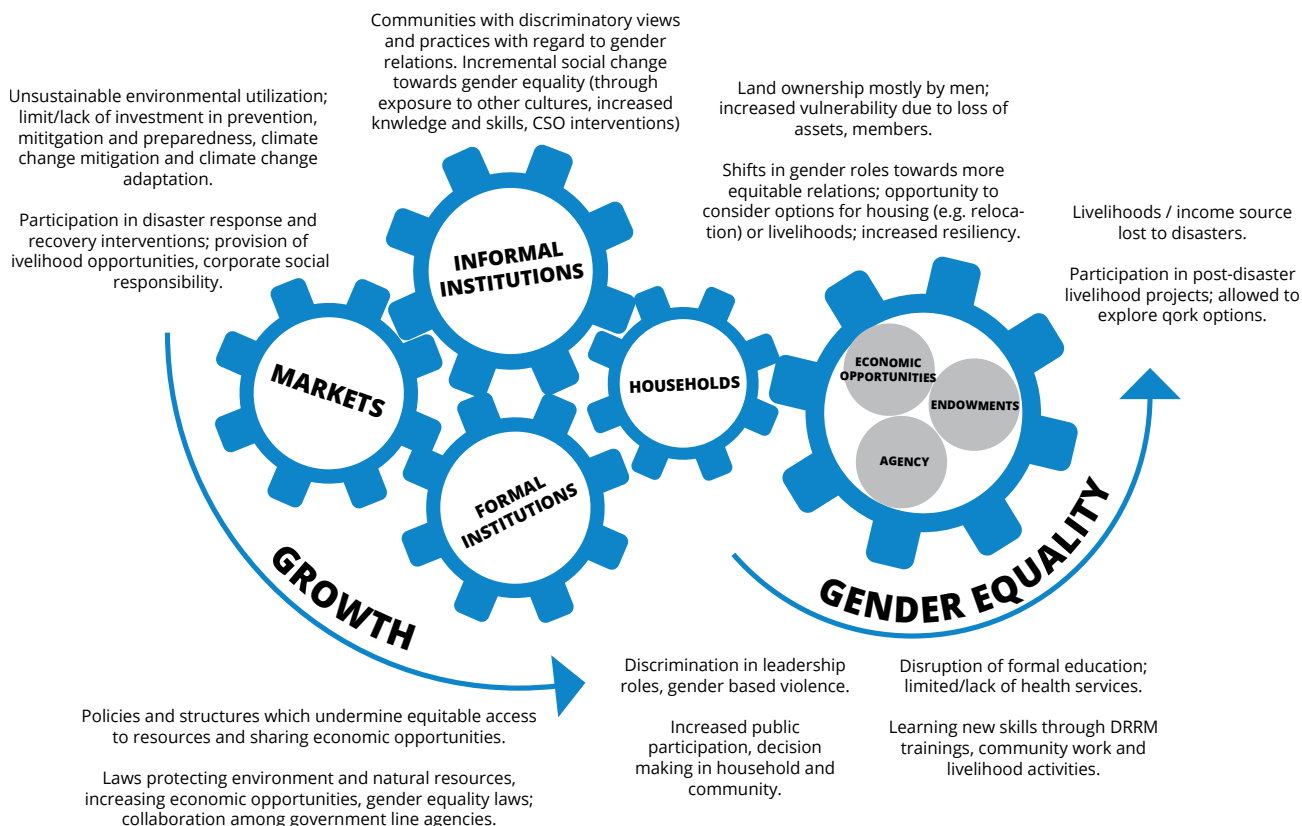 Communities with discriminatory views
and practices with regard to gender
relations. Incremental social change
towards gender equality (through
exposure to other cultures, increased
knwledge and skills, CSO interventions)
Unsustainable environmental utilization;
limit/lack of investment in prevention,
mititgation and preparedness, climate
change mitigation and climate change
adaptation.
Participation in disaster response and
recovery interventions; provision of
ivelihood opportunities, corporate social
responsibility.
Land ownership mostly by men;
increased vulnerability due to loss of
assets, members.
Shifts in gender roles towards more
equitable relations; opportunity to
consider options for housing (e.g. reloca-
tion) or livelihoods; increased resiliency.
Livelihoods / income source
lost to disasters.
Participation in post-disaster
livelihood projects; allowed to
explore qork options.
INFORMAL
INSTITUTIONS
MARKETS
HOUSEHOLDS
FORMAL
INSTITUTIONS
ECONOMIC
OPPORTUNITIES
ENDOWMENTS
AGENCY
GROWTH
GENDER EQUALITY
Policies and structures which undermine equitable access
to resources and sharing economic opportunities.
Laws protecting environment and natural resources,
increasing economic opportunities, gender equality laws;
collaboration among government line agencies.
Discrimination in leadership
roles, gender based violence.
Increased public
participation, decision
making in household and
community.
Disruption of formal education;
limited/lack of health services.
Learning new skills through DRRM
trainings, community work and
livelihood activities.